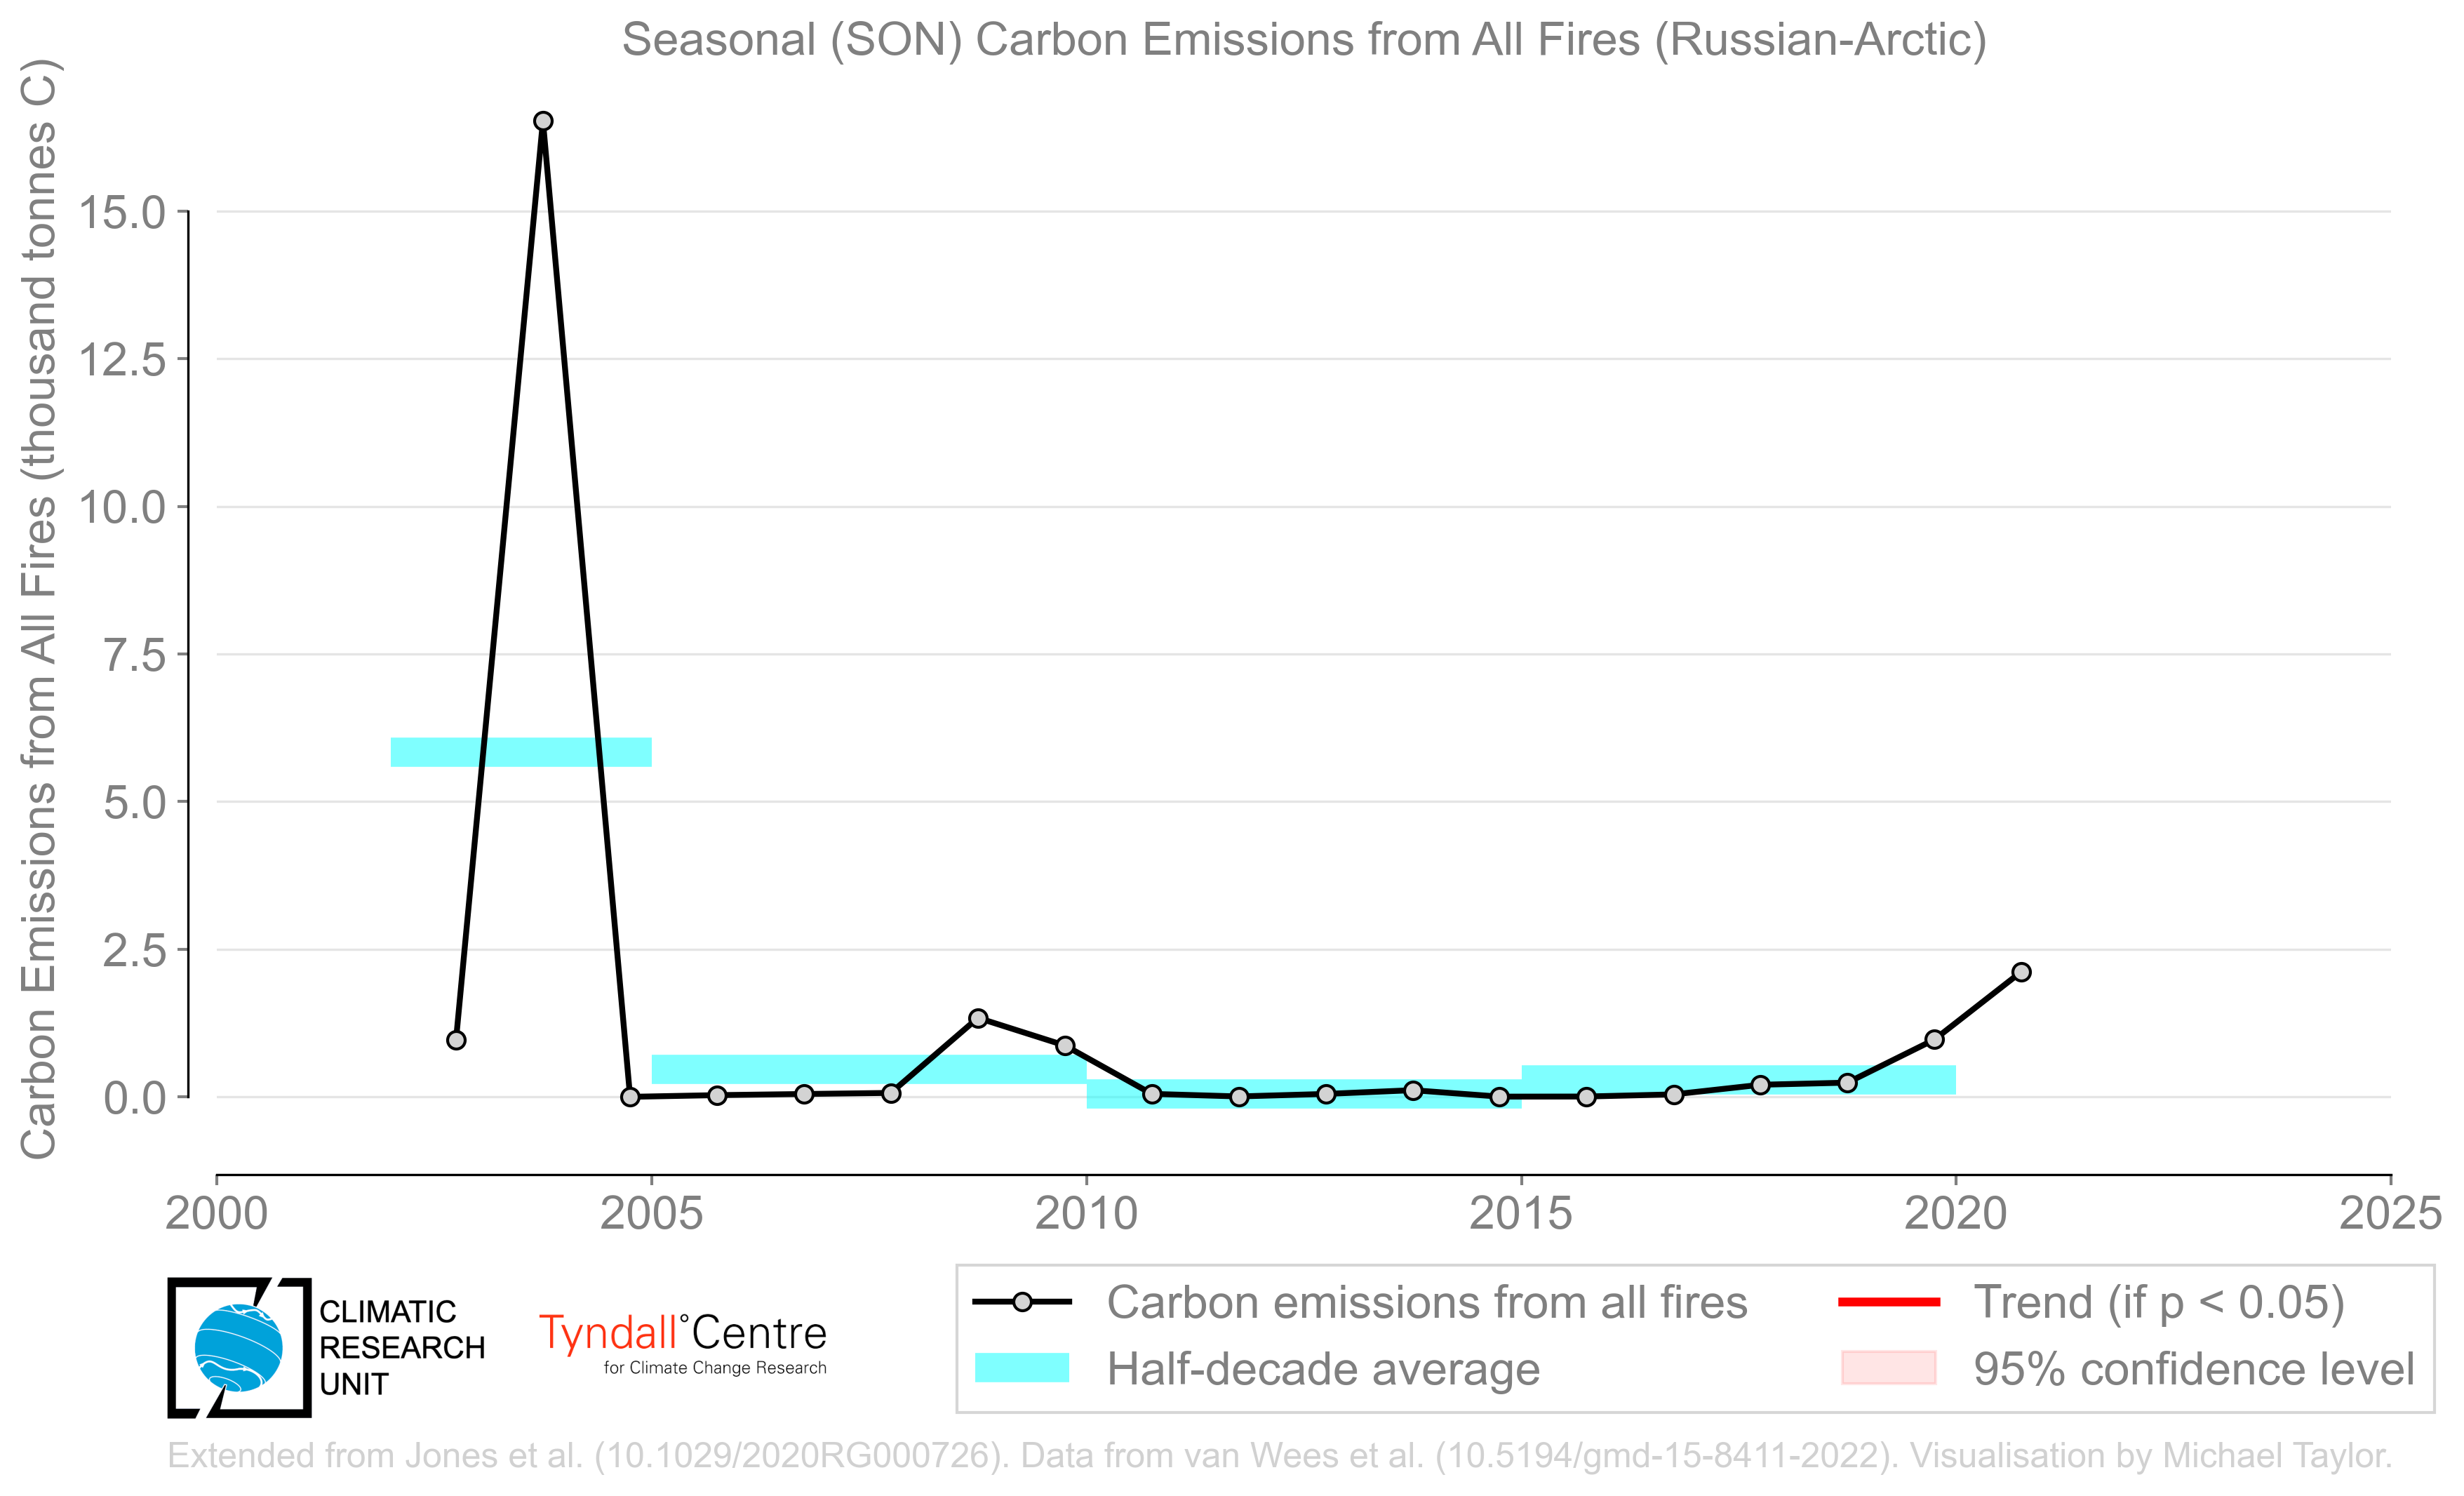 Seasonal (SON) Carbon Emissions from All Fires (Russian-Arctic)
Carbon Emissions from All Fires (thousand tonnes C)
15.0
12.5
10.0
7.5
5.0
2.5
0.0
2000 2005 2010 2015 2020 2025
CLIMATIC
RESEARCH
UNIT
Tyndall°Centre
for Climate Change Research
Carbon emissions from all fires
Half-decade average
Trend (if p < 0.05)
95% confidence level
Extended from Jones et al. (10.1029/2020RG000726). Data from van Wees et al. (10.5194/gmd-15-8411-2022). Visualisation by Michael Taylor.